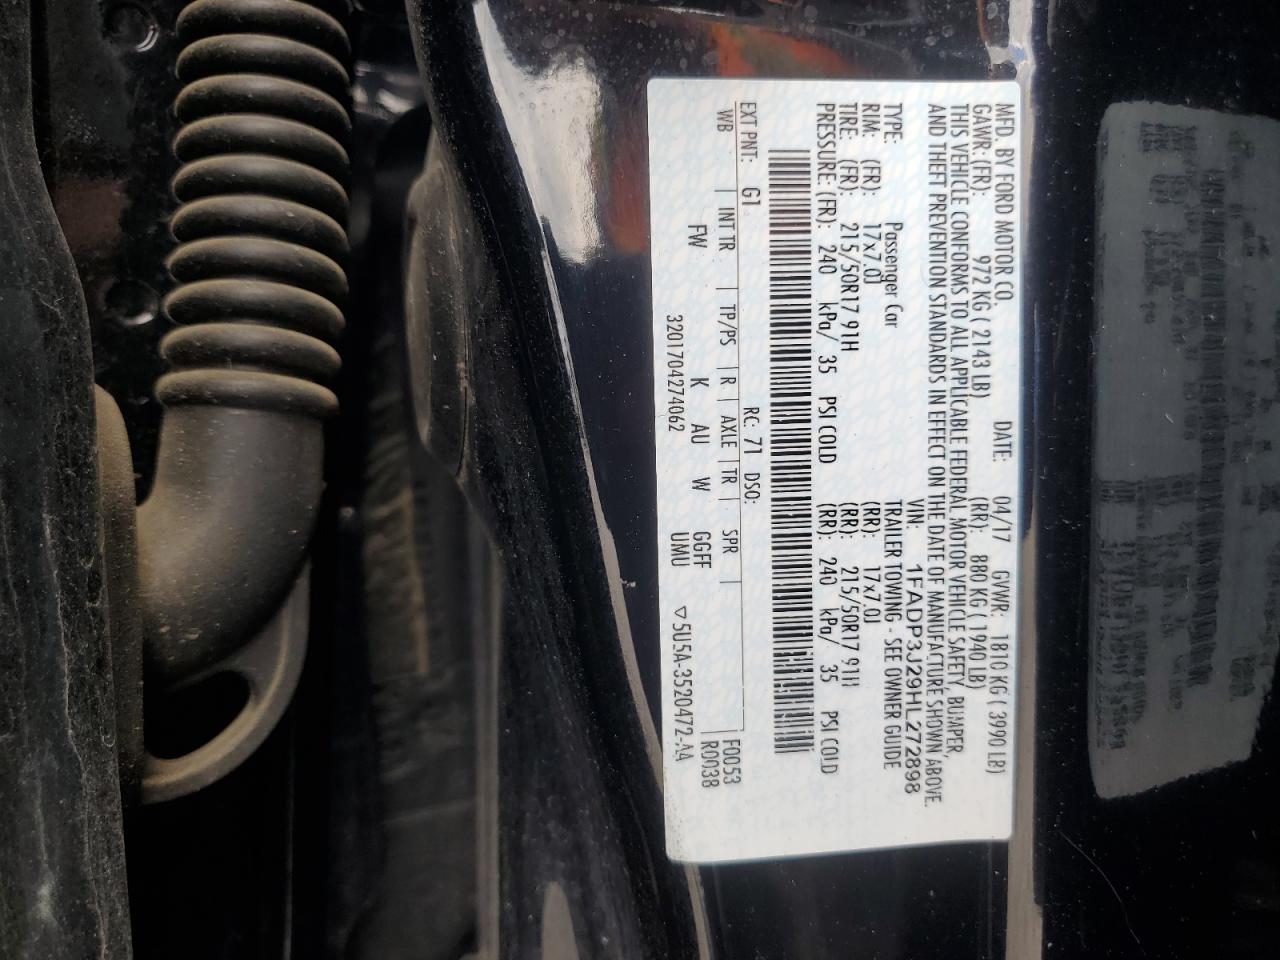 MFD. BY FORD MOTOR CO. DATE: 04/17 GVWR: 1810 KG ( 3990 LB)
GAWR: (FR): 972 KG ( 2143 LB) (RR): 880 KG ( 1940 LB)
THIS VEHICLE CONFORMS TO ALL APPLICABLE FEDERAL MOTOR VEHICLE SAFETY, BUMPER,
AND THEFT PREVENTION STANDARDS IN EFFECT ON THE DATE OF MANUFACTURE SHOWN ABOVE.
VIN: 1FADP3J29HL272898
TYPE: Passenger Car TRAILER TOWING - SEE OWNER GUIDE
RIM: (FR): 17x7.0J (RR): 17x7.0J
TIRE: (FR): 215/50R17 91H (RR): 215/50R17 91H
PRESSURE: (FR): 240 kPa/ 35 PSI COLD (RR): 240 kPa/ 35 PSI COLD
EXT PNT: G1 RC: 71 DSO: F0053
WB INT TR TP/PS R AXLE TR SPR R0038
FW K AU W GGFF
3201704274062 UMU ▽5U5A-3520472-AA